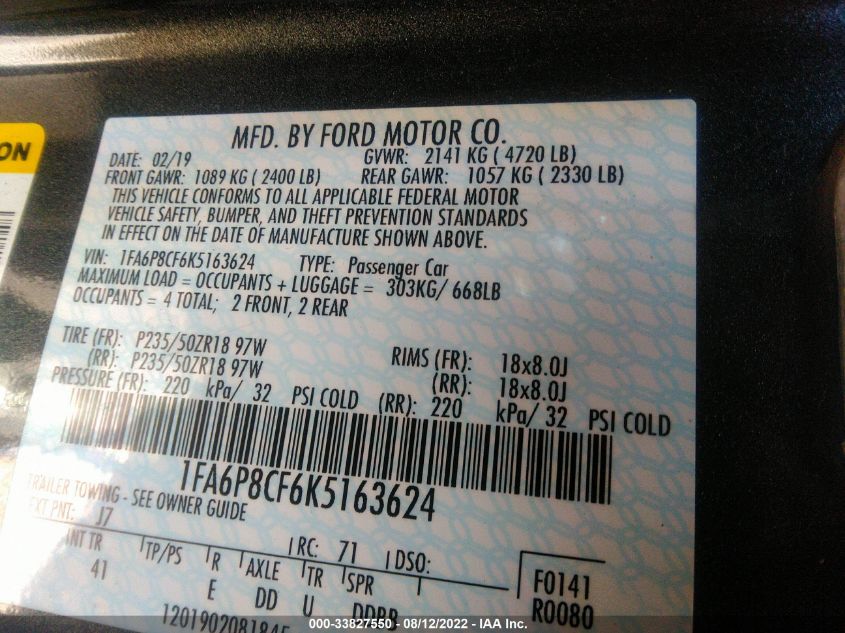 ON
MFD. BY FORD MOTOR CO.
DATE: 02/19 GVWR: 2141 KG ( 4720 LB)
FRONT GAWR: 1089 KG ( 2400 LB) REAR GAWR: 1057 KG ( 2330 LB)
THIS VEHICLE CONFORMS TO ALL APPLICABLE FEDERAL MOTOR
VEHICLE SAFETY, BUMPER, AND THEFT PREVENTION STANDARDS
IN EFFECT ON THE DATE OF MANUFACTURE SHOWN ABOVE.
VIN: 1FA6P8CF6K5163624 TYPE: Passenger Car
MAXIMUM LOAD = OCCUPANTS + LUGGAGE = 303KG/ 668LB
OCCUPANTS = 4 TOTAL; 2 FRONT, 2 REAR
TIRE (FR): P235/50ZR18 97W RIMS (FR): 18x8.0J
(RR): P235/50ZR18 97W (RR): 18x8.0J
PRESSURE (FR): 220 kPa/ 32 PSI COLD (RR): 220 kPa/ 32 PSI COLD
1FA6P8CF6K5163624
TRAILER TOWING - SEE OWNER GUIDE
EXT PNT: J7 RC: 71 DSO:
INT TR TP/PS R AXLE TR SPR F0141
41 E DD U DDBB R0080
000-33827550 - 08/12/2022 - IAA Inc.